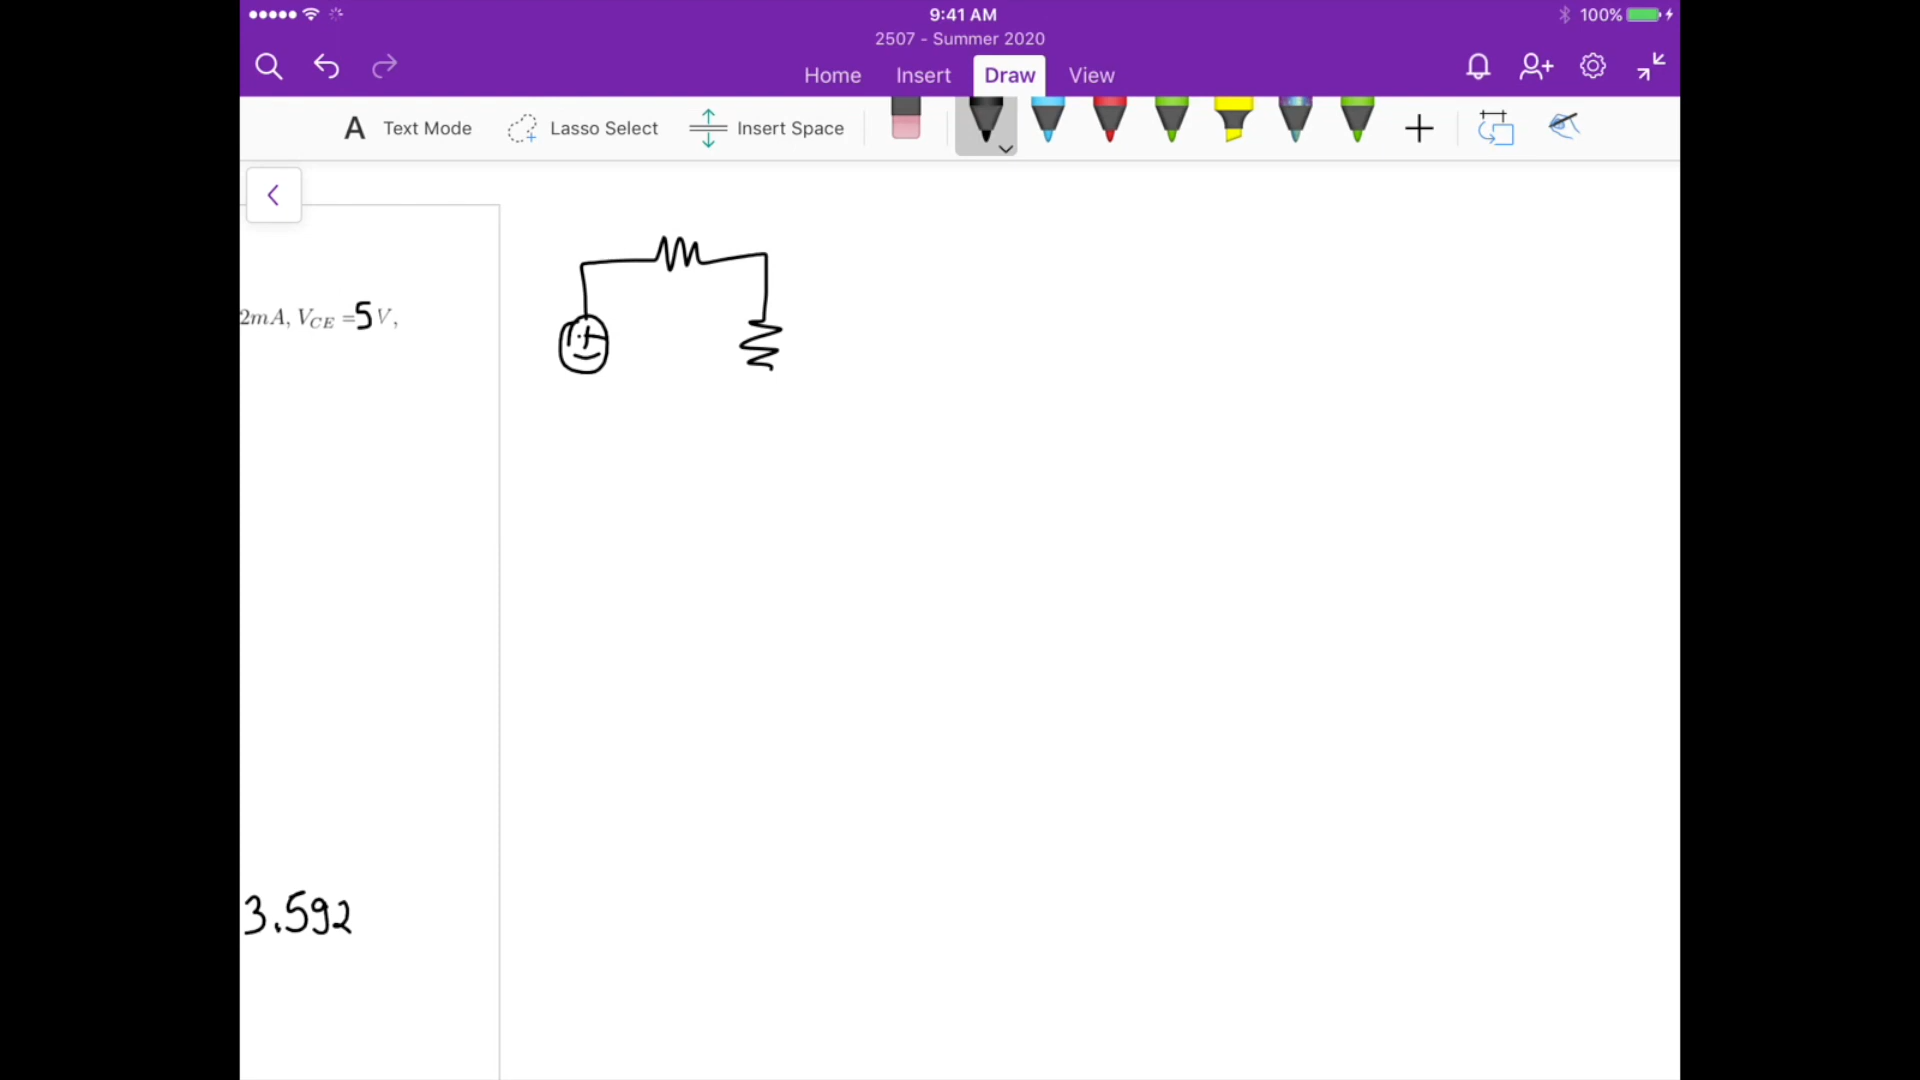 9:41 AM
100%
2507 - Summer 2020
Home Insert Draw View
A Text Mode Lasso Select Insert Space
2mA, VCE =5V,
3.592